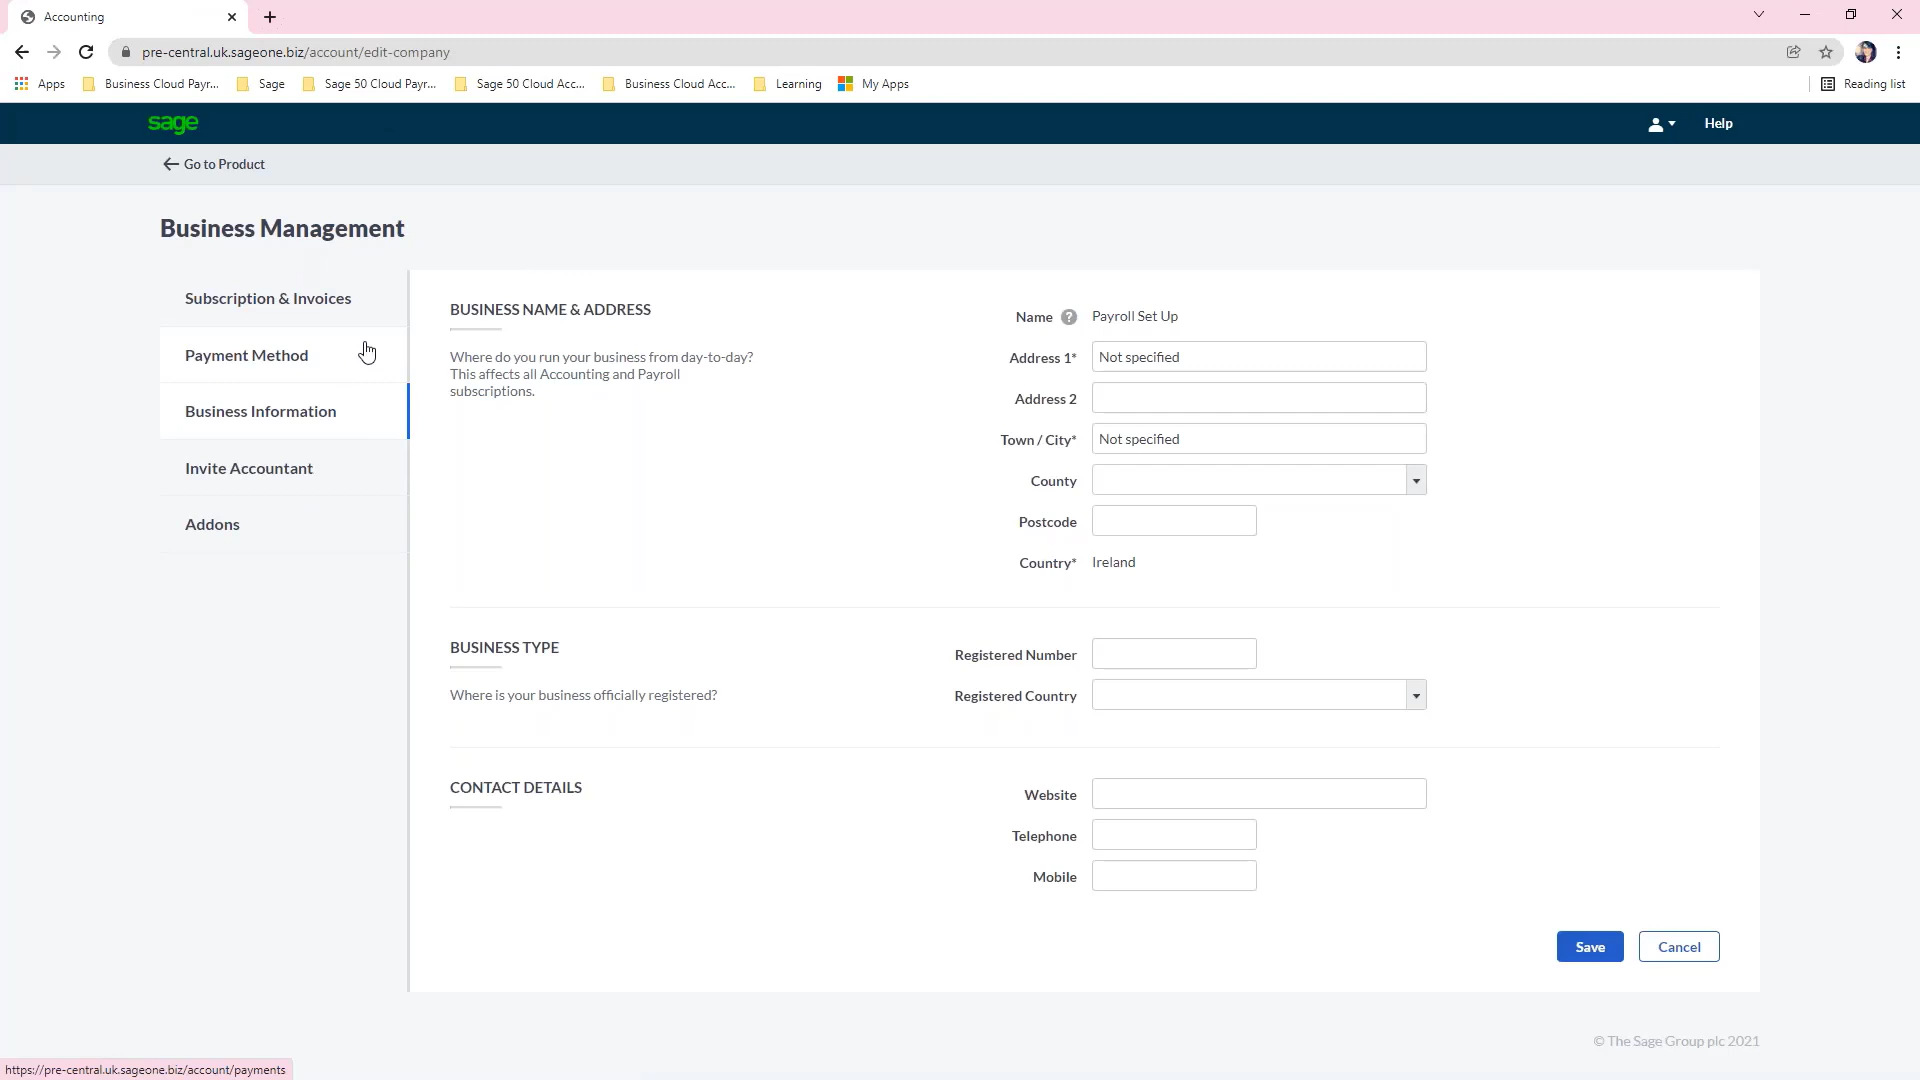 Accounting
pre-central.uk.sageone.biz/account/edit-company
Apps
Business Cloud Payr...
Sage
Sage 50 Cloud Payr...
Sage 50 Cloud Acc...
Business Cloud Acc...
Learning
My Apps
Reading list
sage
Help
Go to Product
Business Management
Subscription & Invoices
Payment Method
Business Information
Invite Accountant
Addons
BUSINESS NAME & ADDRESS
Where do you run your business from day-to-day?
This affects all Accounting and Payroll
subscriptions.
Name ? Payroll Set Up
Address 1* Not specified
Address 2
Town / City* Not specified
County
Postcode
Country* Ireland
BUSINESS TYPE
Where is your business officially registered?
Registered Number
Registered Country
CONTACT DETAILS
Website
Telephone
Mobile
Save
Cancel
© The Sage Group plc 2021
https://pre-central.uk.sageone.biz/account/payments